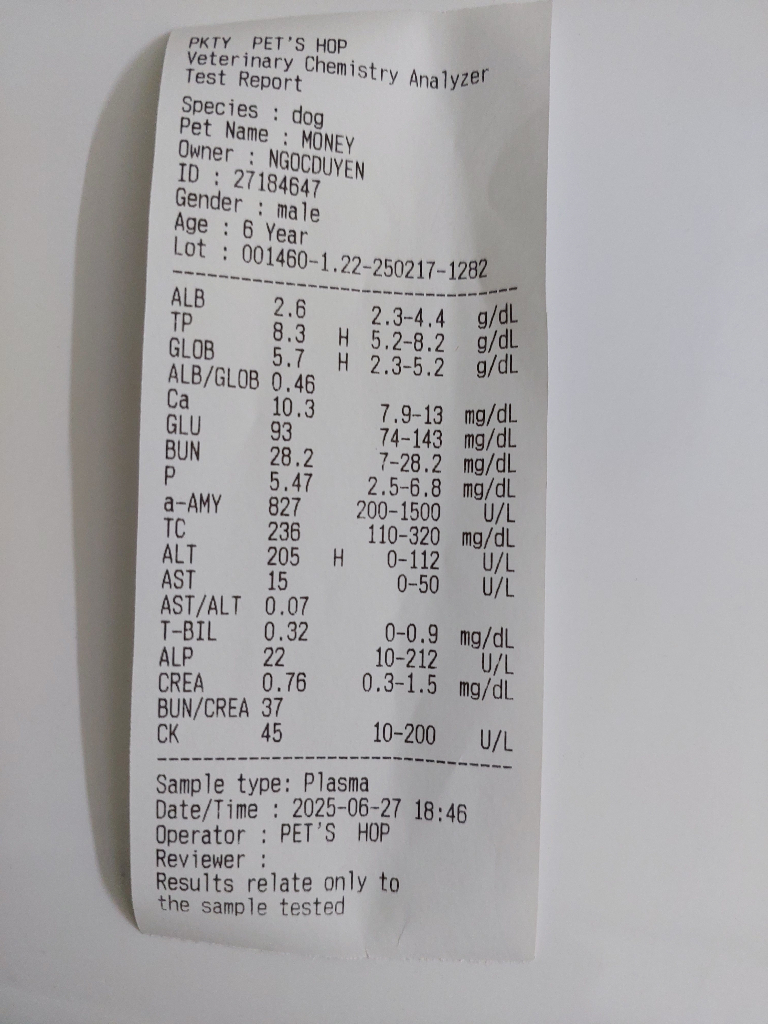 PKTY PET'S HOP
Veterinary Chemistry Analyzer
Test Report
Species : dog
Pet Name : MONEY
Owner : NGOCDUYEN
ID : 27184647
Gender : male
Age : 6 Year
Lot : 001460-1.22-250217-1282
ALB 2.6 2.3-4.4 g/dL
TP 8.3 H 5.2-8.2 g/dL
GLOB 5.7 H 2.3-5.2 g/dL
ALB/GLOB 0.46
Ca 10.3 7.9-13 mg/dL
GLU 93 74-143 mg/dL
BUN 28.2 7-28.2 mg/dL
P 5.47 2.5-6.8 mg/dL
a-AMY 827 200-1500 U/L
TC 236 110-320 mg/dL
ALT 205 H 0-112 U/L
AST 15 0-50 U/L
AST/ALT 0.07
T-BIL 0.32 0-0.9 mg/dL
ALP 22 10-212 U/L
CREA 0.76 0.3-1.5 mg/dL
BUN/CREA 37
CK 45 10-200 U/L
Sample type: Plasma
Date/Time : 2025-06-27 18:46
Operator : PET'S HOP
Reviewer :
Results relate only to
the sample tested